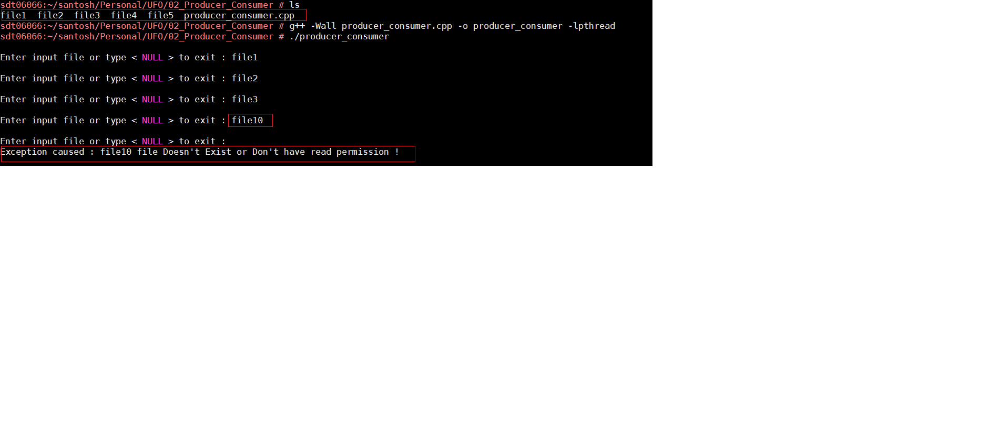 sdt06066:~/santosh/Personal/UFO/02_Producer_Consumer # ls
file1  file2  file3  file4  file5  producer_consumer.cpp
sdt06066:~/santosh/Personal/UFO/02_Producer_Consumer # g++ -Wall producer_consumer.cpp -o producer_consumer -lpthread
sdt06066:~/santosh/Personal/UFO/02_Producer_Consumer # ./producer_consumer
Enter input file or type < NULL > to exit : file1
Enter input file or type < NULL > to exit : file2
Enter input file or type < NULL > to exit : file3
Enter input file or type < NULL > to exit : file10
Enter input file or type < NULL > to exit :
Exception caused : file10 file Doesn't Exist or Don't have read permission !